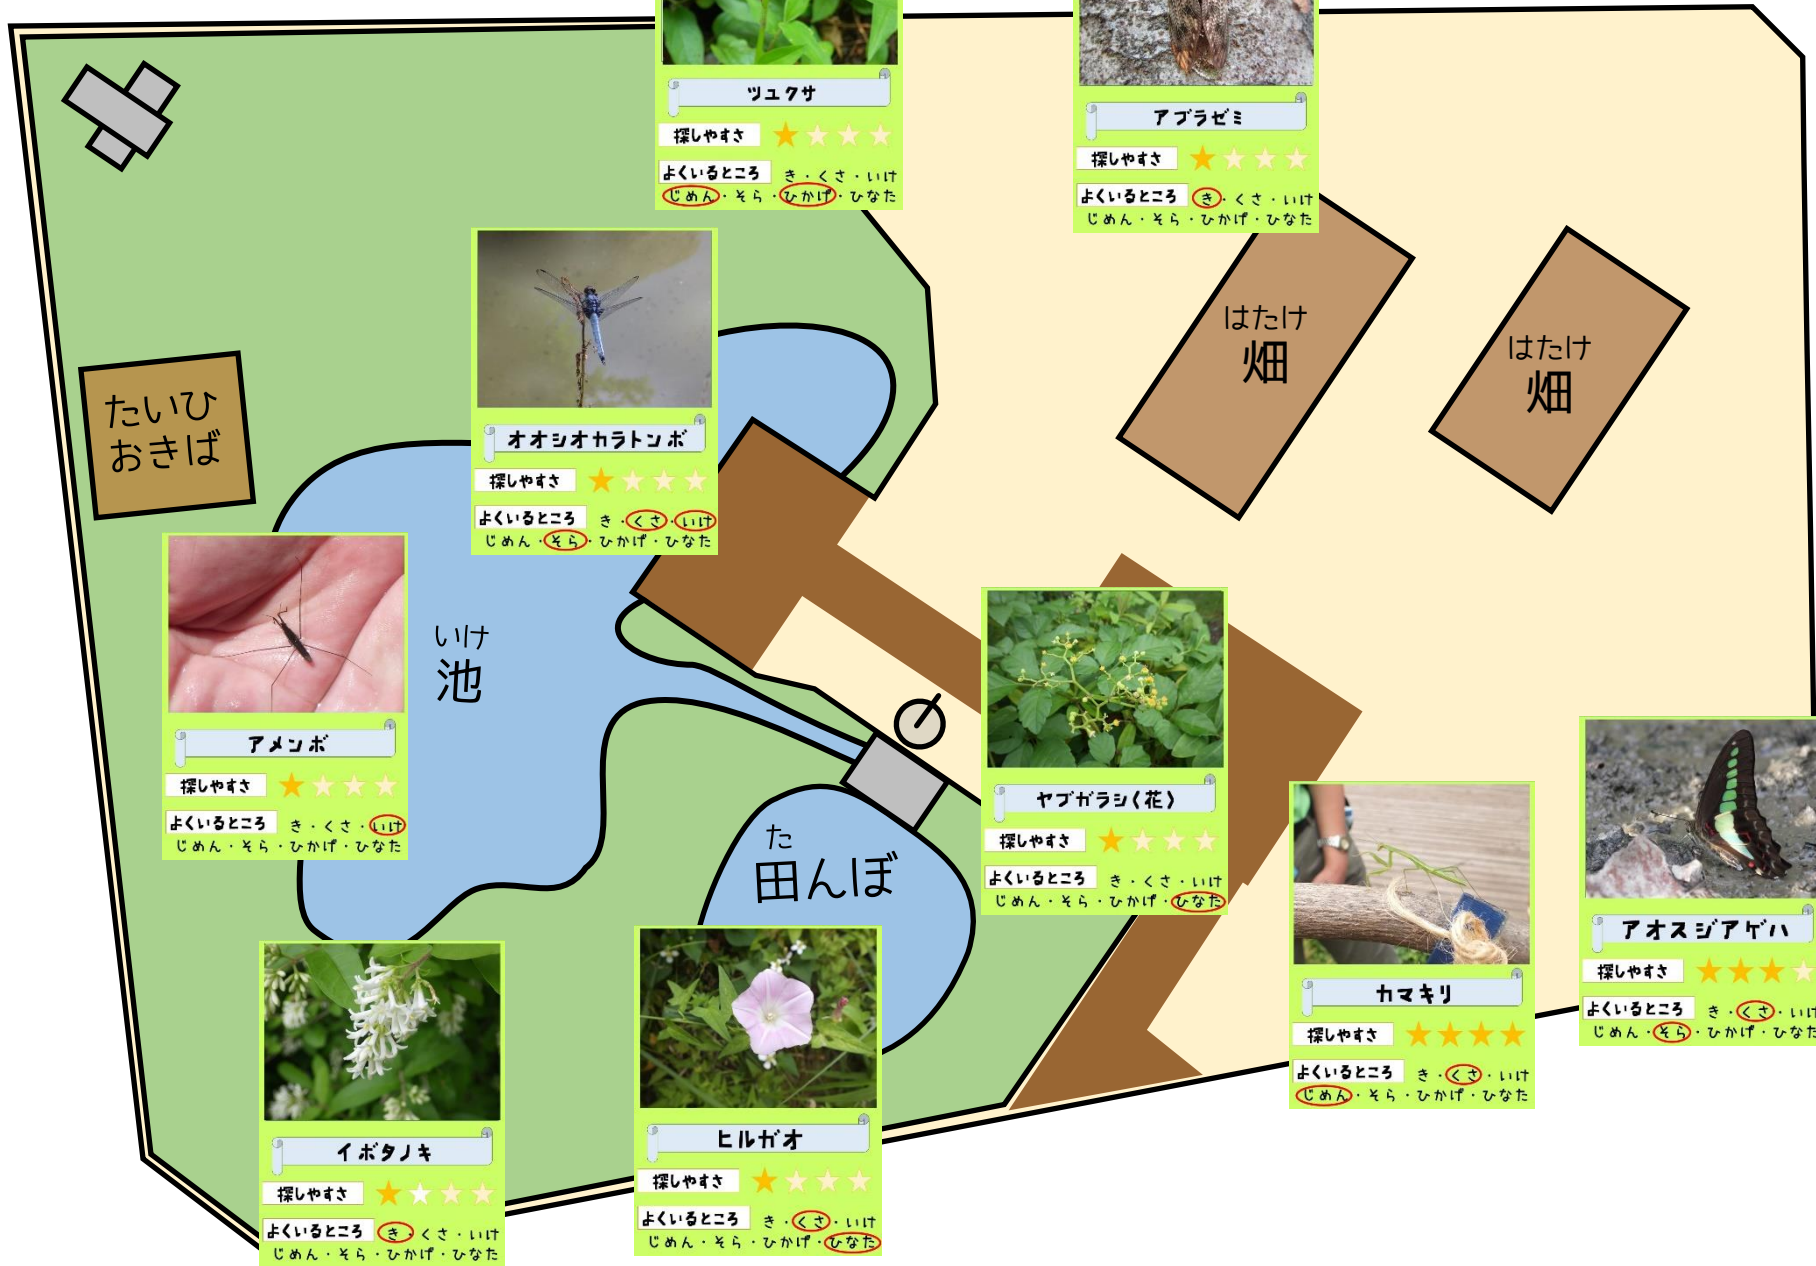 ツユクサ
探しやすさ
よくいるところ き・くさ・いけ
じめん・そら・ひかげ・ひなた
アブラゼミ
探しやすさ
よくいるところ き・くさ・いけ
じめん・そら・ひかげ・ひなた
オオシオカラトンボ
探しやすさ
よくいるところ き・くさ・いけ
じめん・そら・ひかげ・ひなた
はたけ
畑
はたけ
畑
たいひ
おきば
アメンボ
探しやすさ
よくいるところ き・くさ・いけ
じめん・そら・ひかげ・ひなた
いけ
池
ヤブガラシ(花)
探しやすさ
よくいるところ き・くさ・いけ
じめん・そら・ひかげ・ひなた
た
田んぼ
アオスジアゲハ
探しやすさ
よくいるところ き・くさ・いけ
じめん・そら・ひかげ・ひなた
カマキリ
探しやすさ
よくいるところ き・くさ・いけ
じめん・そら・ひかげ・ひなた
イボタノキ
探しやすさ
よくいるところ き・くさ・いけ
じめん・そら・ひかげ・ひなた
ヒルガオ
探しやすさ
よくいるところ き・くさ・いけ
じめん・そら・ひかげ・ひなた